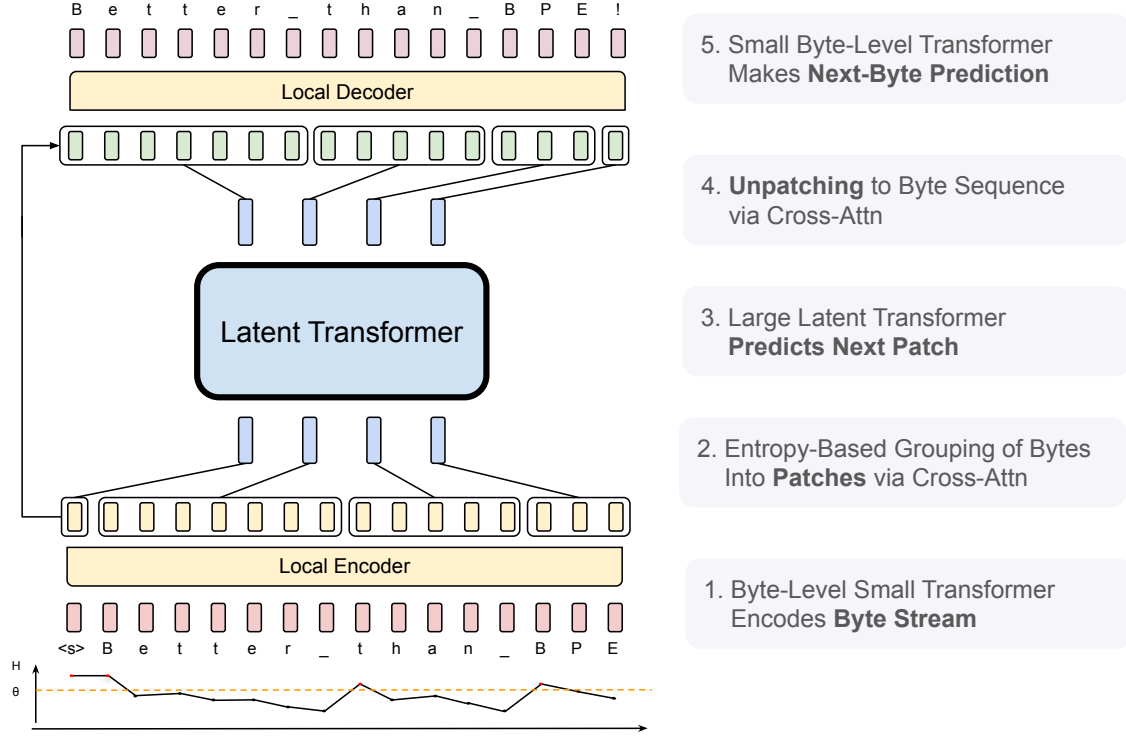 B e t t e r _ t h a n _ B P E !
Local Decoder
5. Small Byte-Level Transformer
Makes Next-Byte Prediction
4. Unpatching to Byte Sequence
via Cross-Attn
Latent Transformer
3. Large Latent Transformer
Predicts Next Patch
2. Entropy-Based Grouping of Bytes
Into Patches via Cross-Attn
Local Encoder
1. Byte-Level Small Transformer
Encodes Byte Stream
<s> B e t t e r _ t h a n _ B P E
H
θ